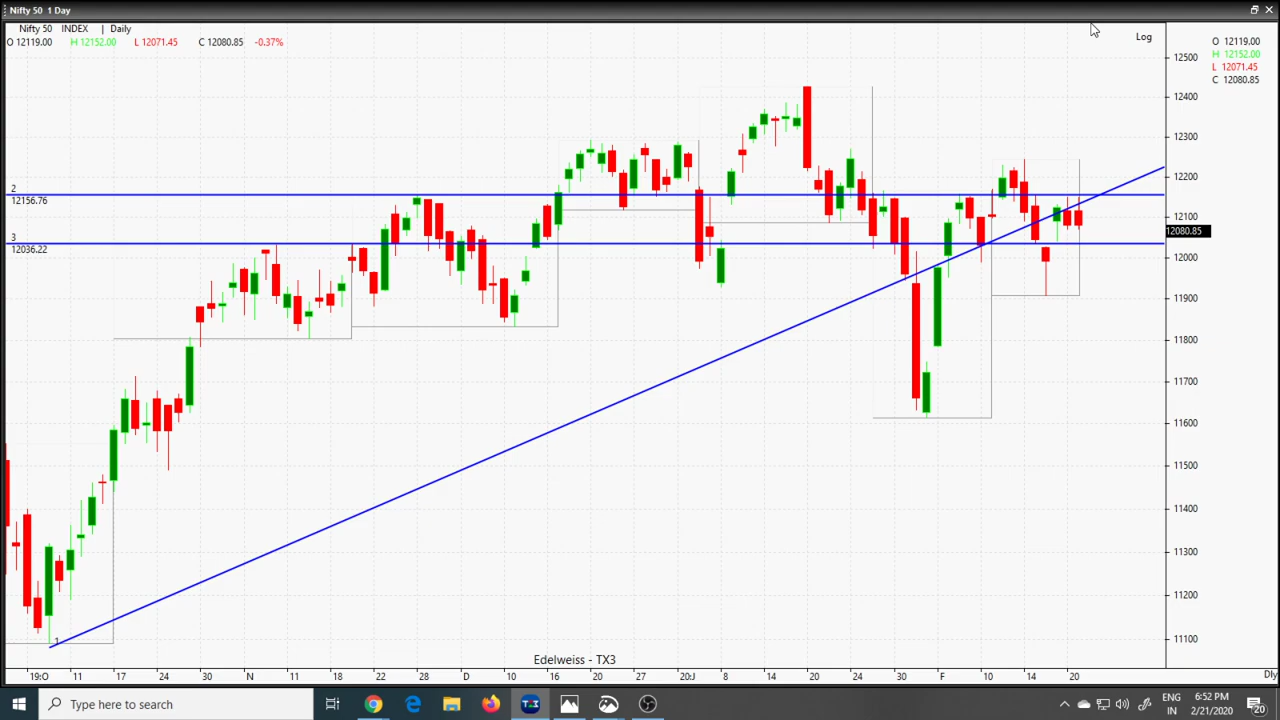 Nifty 50 1 Day
Nifty 50 INDEX | Daily
O 12119.00 H 12152.00 L 12071.45 C 12080.85 -0.37%
Log
O 12119.00
H 12152.00
L 12071.45
C 12080.85
12500
12400
12300
12200
2
12156.76
12100
12080.85
3
12036.22
12000
11900
11800
11700
11600
11500
11400
11300
11200
11100
1
Edelweiss - TX3
19:O 11 17 24 30 N 11 18 22 28 D 10 16 20 27 20:J 8 14 18 24 30 F 10 14 20 Dly
Type here to search
TX3
ENG
IN
6:52 PM
2/21/2020
20